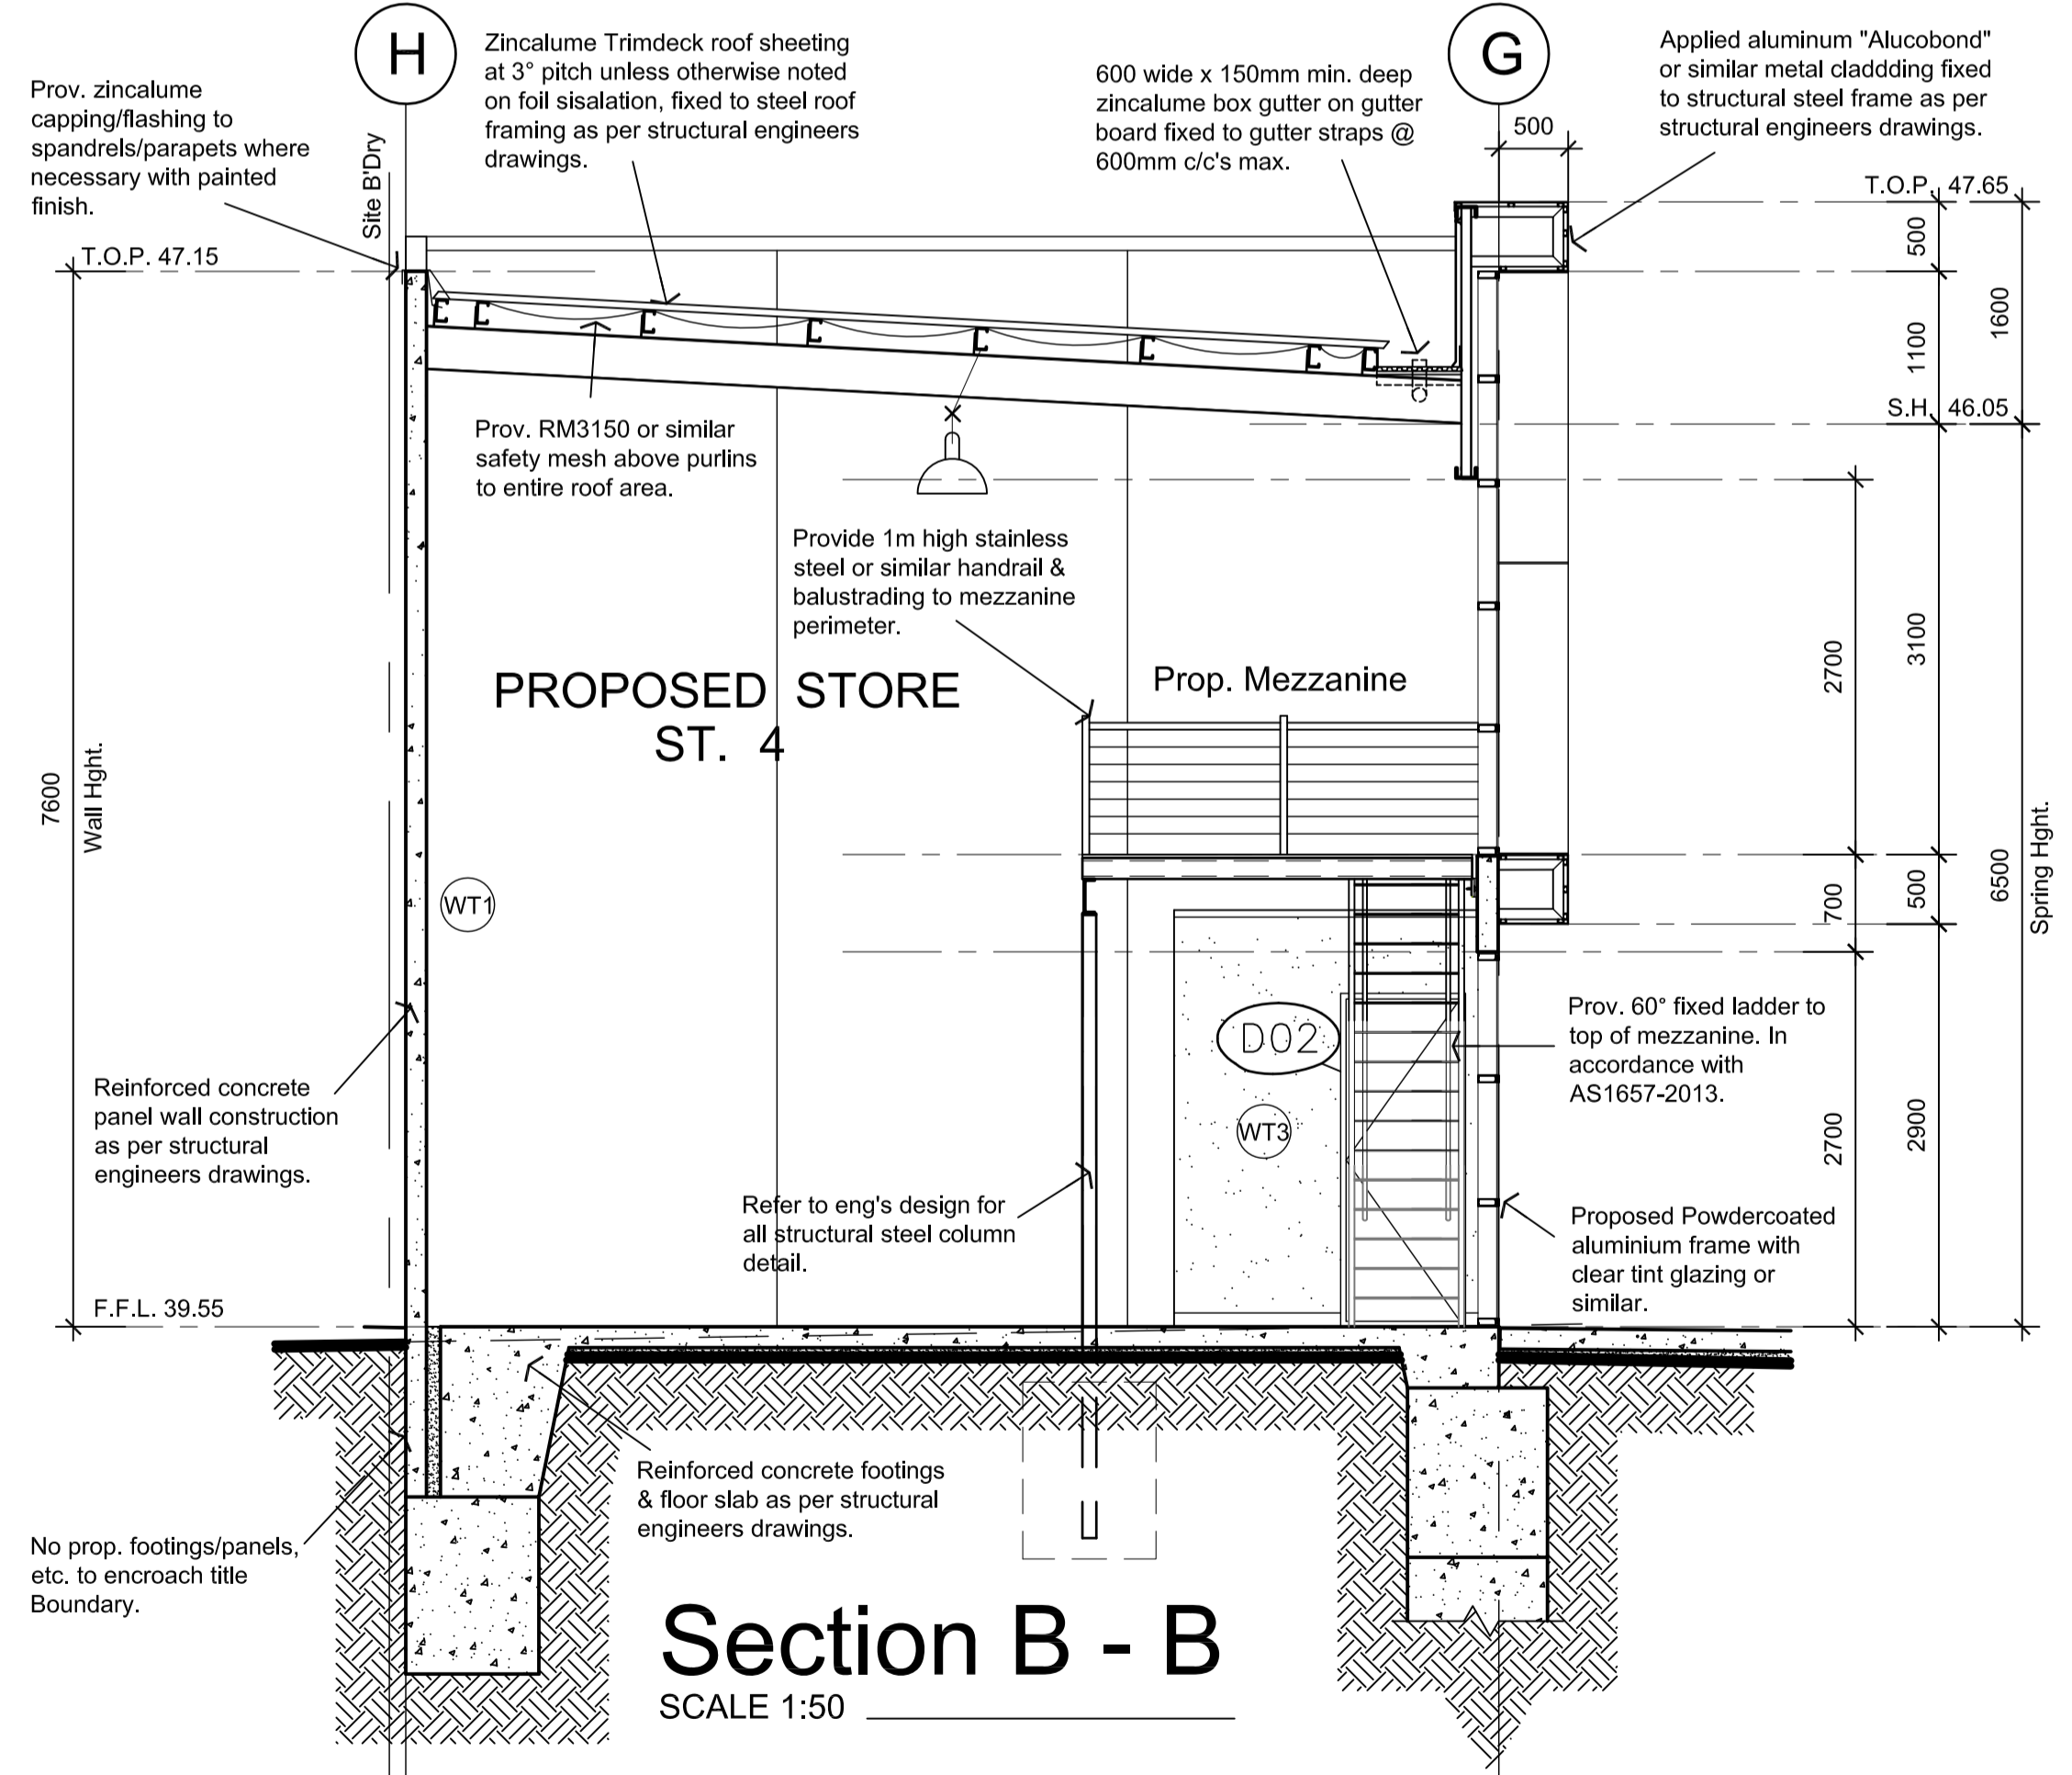 H
G
Zincalume Trimdeck roof sheeting
at 3° pitch unless otherwise noted
on foil sisalation, fixed to steel roof
framing as per structural engineers
drawings.
600 wide x 150mm min. deep
zincalume box gutter on gutter
board fixed to gutter straps @
600mm c/c's max.
Applied aluminum "Alucobond"
or similar metal claddding fixed
to structural steel frame as per
structural engineers drawings.
Prov. zincalume
capping/flashing to
spandrels/parapets where
necessary with painted
finish.
Site B'Dry
500
T.O.P. 47.65
T.O.P. 47.15
500
1600
1100
S.H. 46.05
Prov. RM3150 or similar
safety mesh above purlins
to entire roof area.
Provide 1m high stainless
steel or similar handrail &
balustrading to mezzanine
perimeter.
PROPOSED STORE
ST. 4
Prop. Mezzanine
2700
3100
7600
Wall Hght.
WT1
700
500
6500
Spring Hght.
D02
WT3
Prov. 60° fixed ladder to
top of mezzanine. In
accordance with
AS1657-2013.
2700
2900
Reinforced concrete
panel wall construction
as per structural
engineers drawings.
Refer to eng's design for
all structural steel column
detail.
Proposed Powdercoated
aluminium frame with
clear tint glazing or
similar.
F.F.L. 39.55
Reinforced concrete footings
& floor slab as per structural
engineers drawings.
No prop. footings/panels,
etc. to encroach title
Boundary.
Section B - B
SCALE 1:50